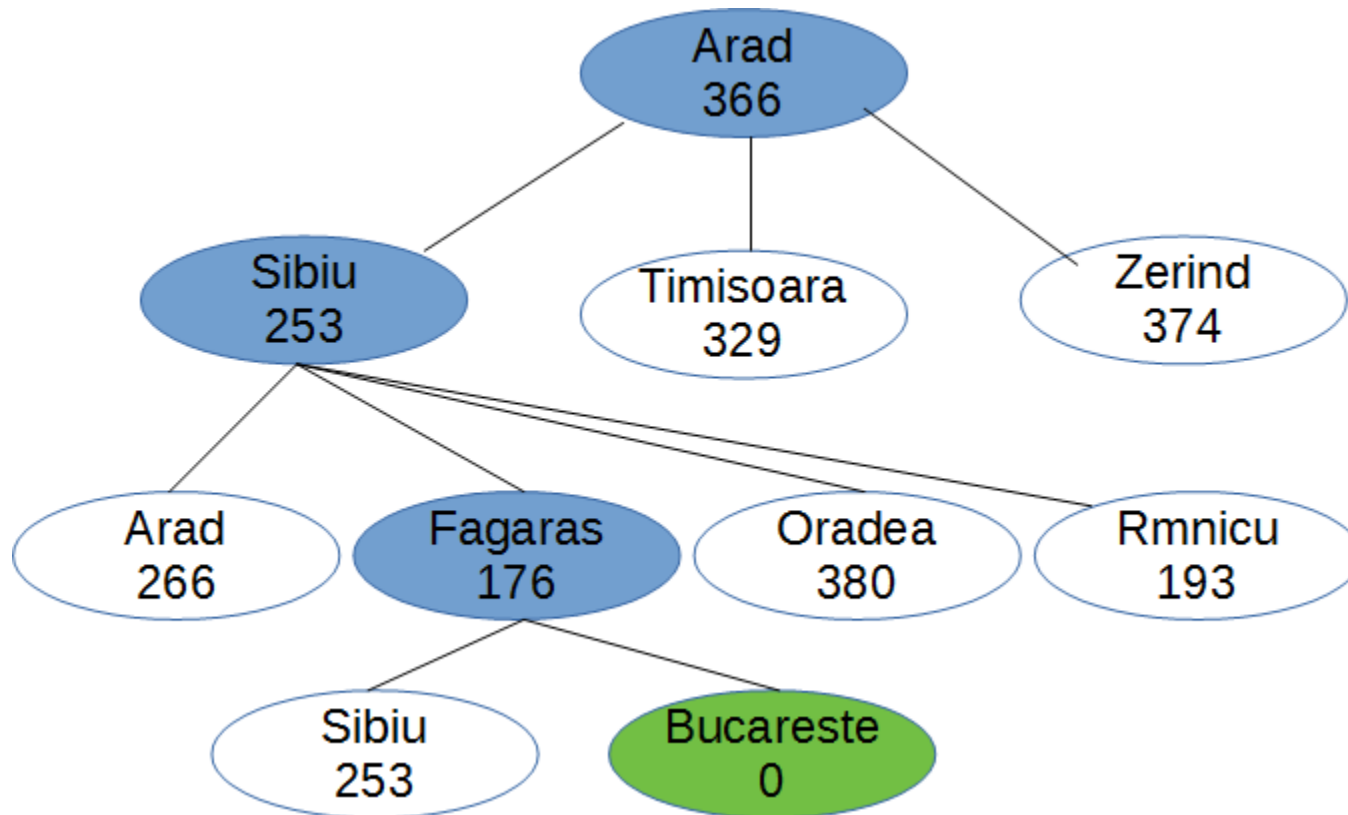 Arad
366
Sibiu
253
Timisoara
329
Zerind
374
Arad
266
Fagaras
176
Oradea
380
Rmnicu
193
Sibiu
253
Bucareste
0